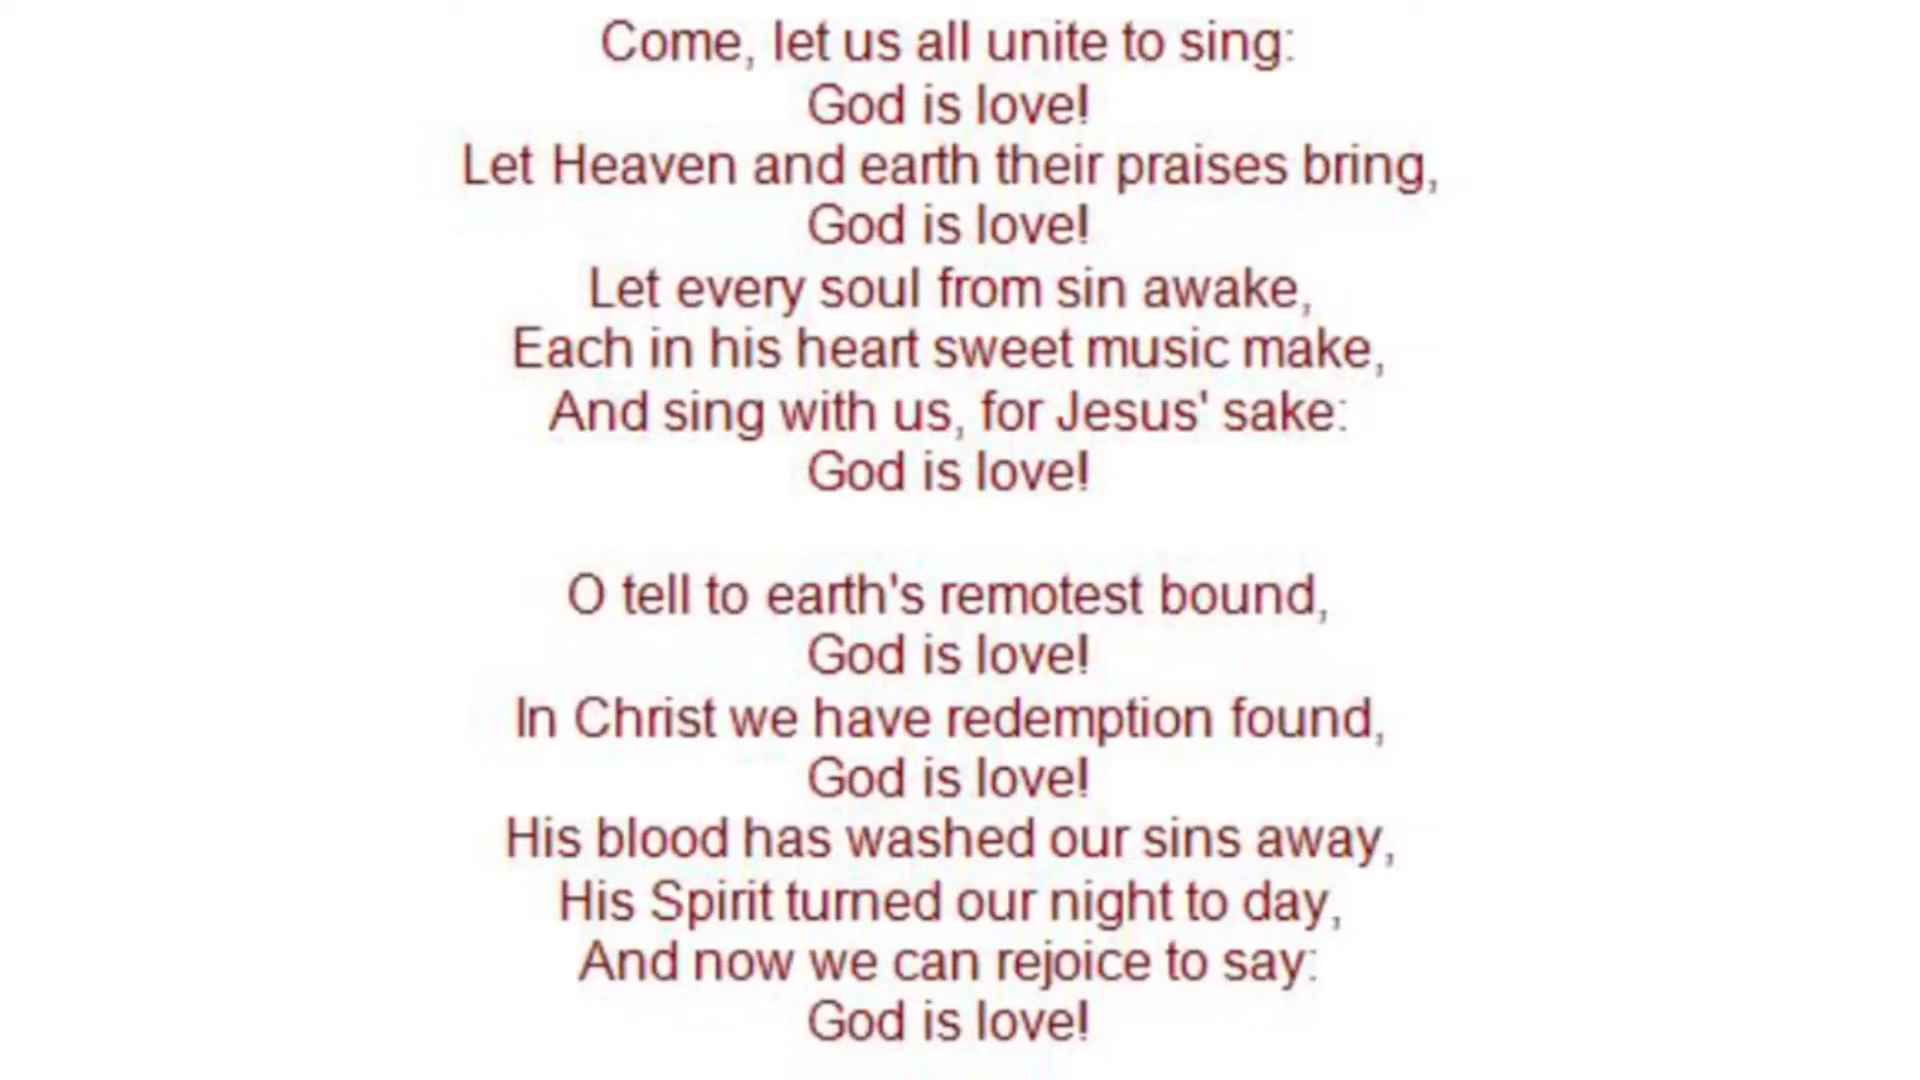 Come, let us all unite to sing:
God is love!
Let Heaven and earth their praises bring,
God is love!
Let every soul from sin awake,
Each in his heart sweet music make,
And sing with us, for Jesus' sake:
God is love!

O tell to earth's remotest bound,
God is love!
In Christ we have redemption found,
God is love!
His blood has washed our sins away,
His Spirit turned our night to day,
And now we can rejoice to say:
God is love!